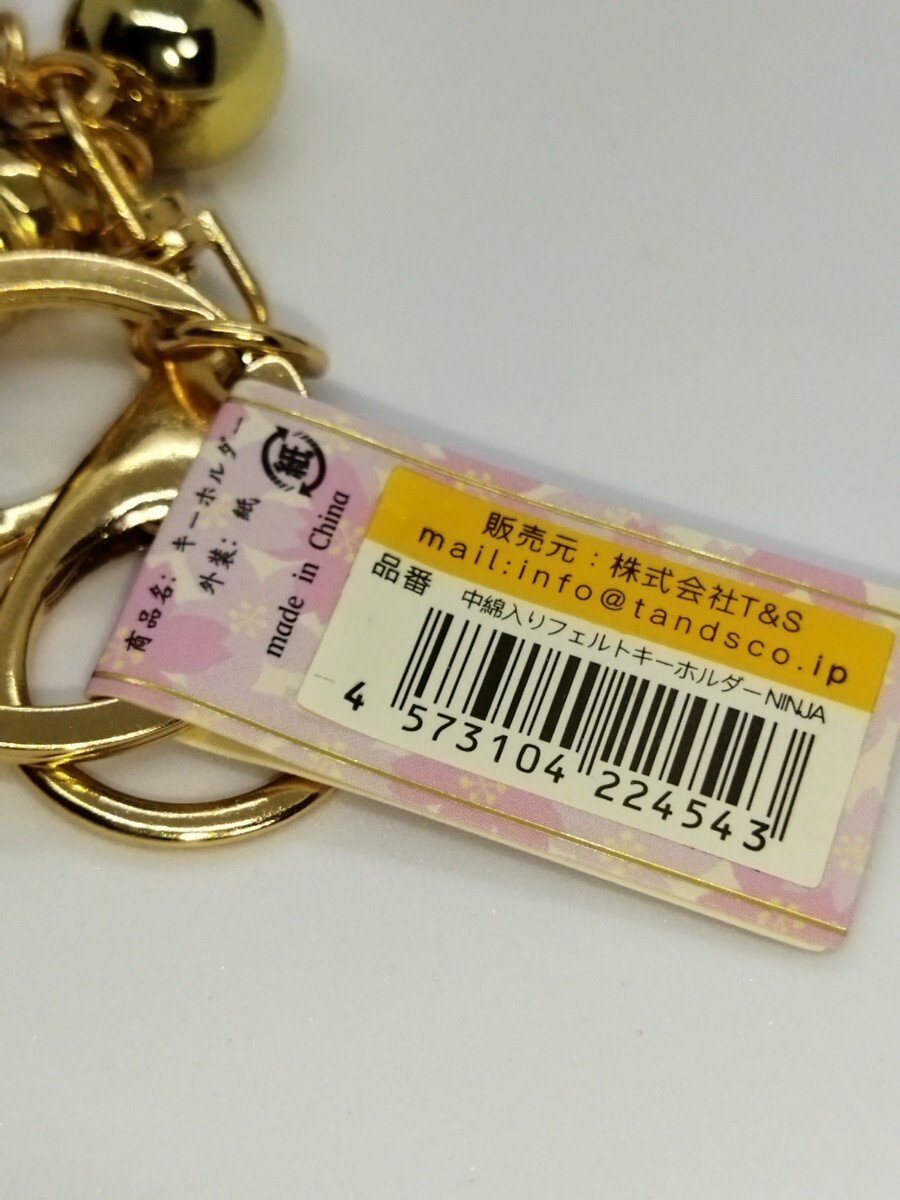 商品名: キーホルダー
外装: 紙
紙
made in China
販売元：株式会社T&S
mail:info@tandsco.jp
品番
中綿入りフェルトキーホルダーNINJA
4 573104 224543